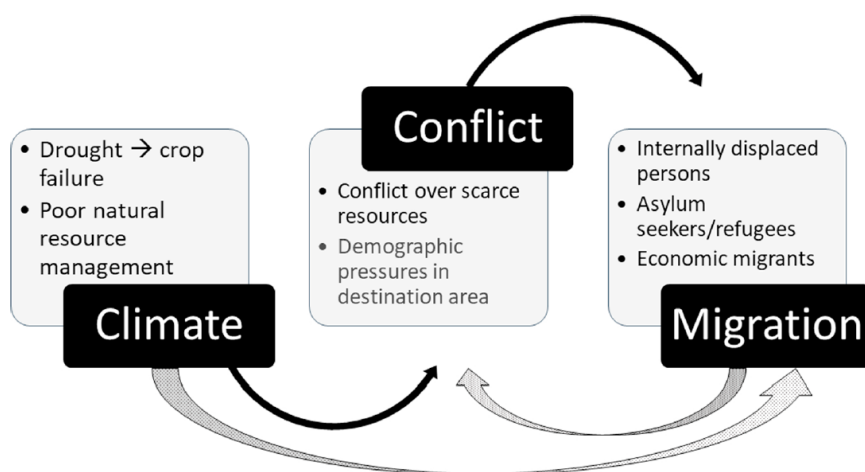 • Drought → crop
failure
• Poor natural
resource
management
Climate
Conflict
• Conflict over scarce
resources
• Demographic
pressures in
destination area
• Internally displaced
persons
• Asylum
seekers/refugees
• Economic migrants
Migration